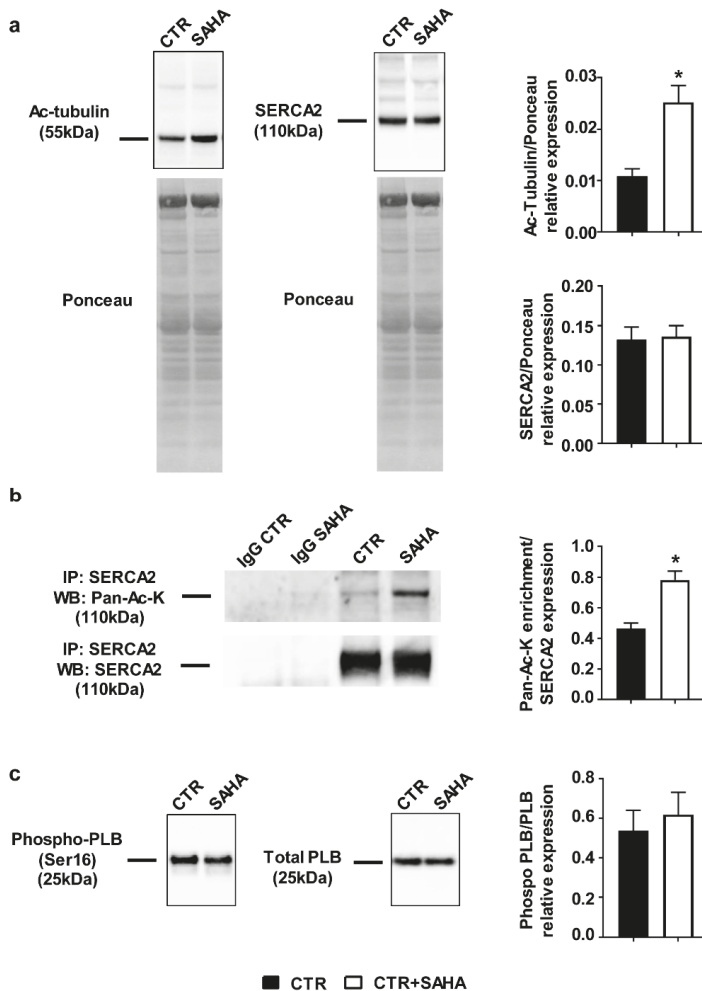 a
CTR SAHA
Ac-tubulin
(55kDa)
Ponceau
CTR SAHA
SERCA2
(110kDa)
Ponceau
Ac-Tubulin/Ponceau
relative expression
0.03
0.02
0.01
0.00
*
SERCA2/Ponceau
relative expression
0.20
0.15
0.10
0.05
0.00
b
IgG CTR IgG SAHA CTR SAHA
IP: SERCA2
WB: Pan-Ac-K
(110kDa)
IP: SERCA2
WB: SERCA2
(110kDa)
Pan-Ac-K enrichment/
SERCA2 expression
1.0
0.8
0.6
0.4
0.2
0.0
*
c
CTR SAHA
Phospho-PLB
(Ser16)
(25kDa)
CTR SAHA
Total PLB
(25kDa)
Phospo PLB/PLB
relative expression
0.8
0.6
0.4
0.2
0.0
CTR CTR+SAHA